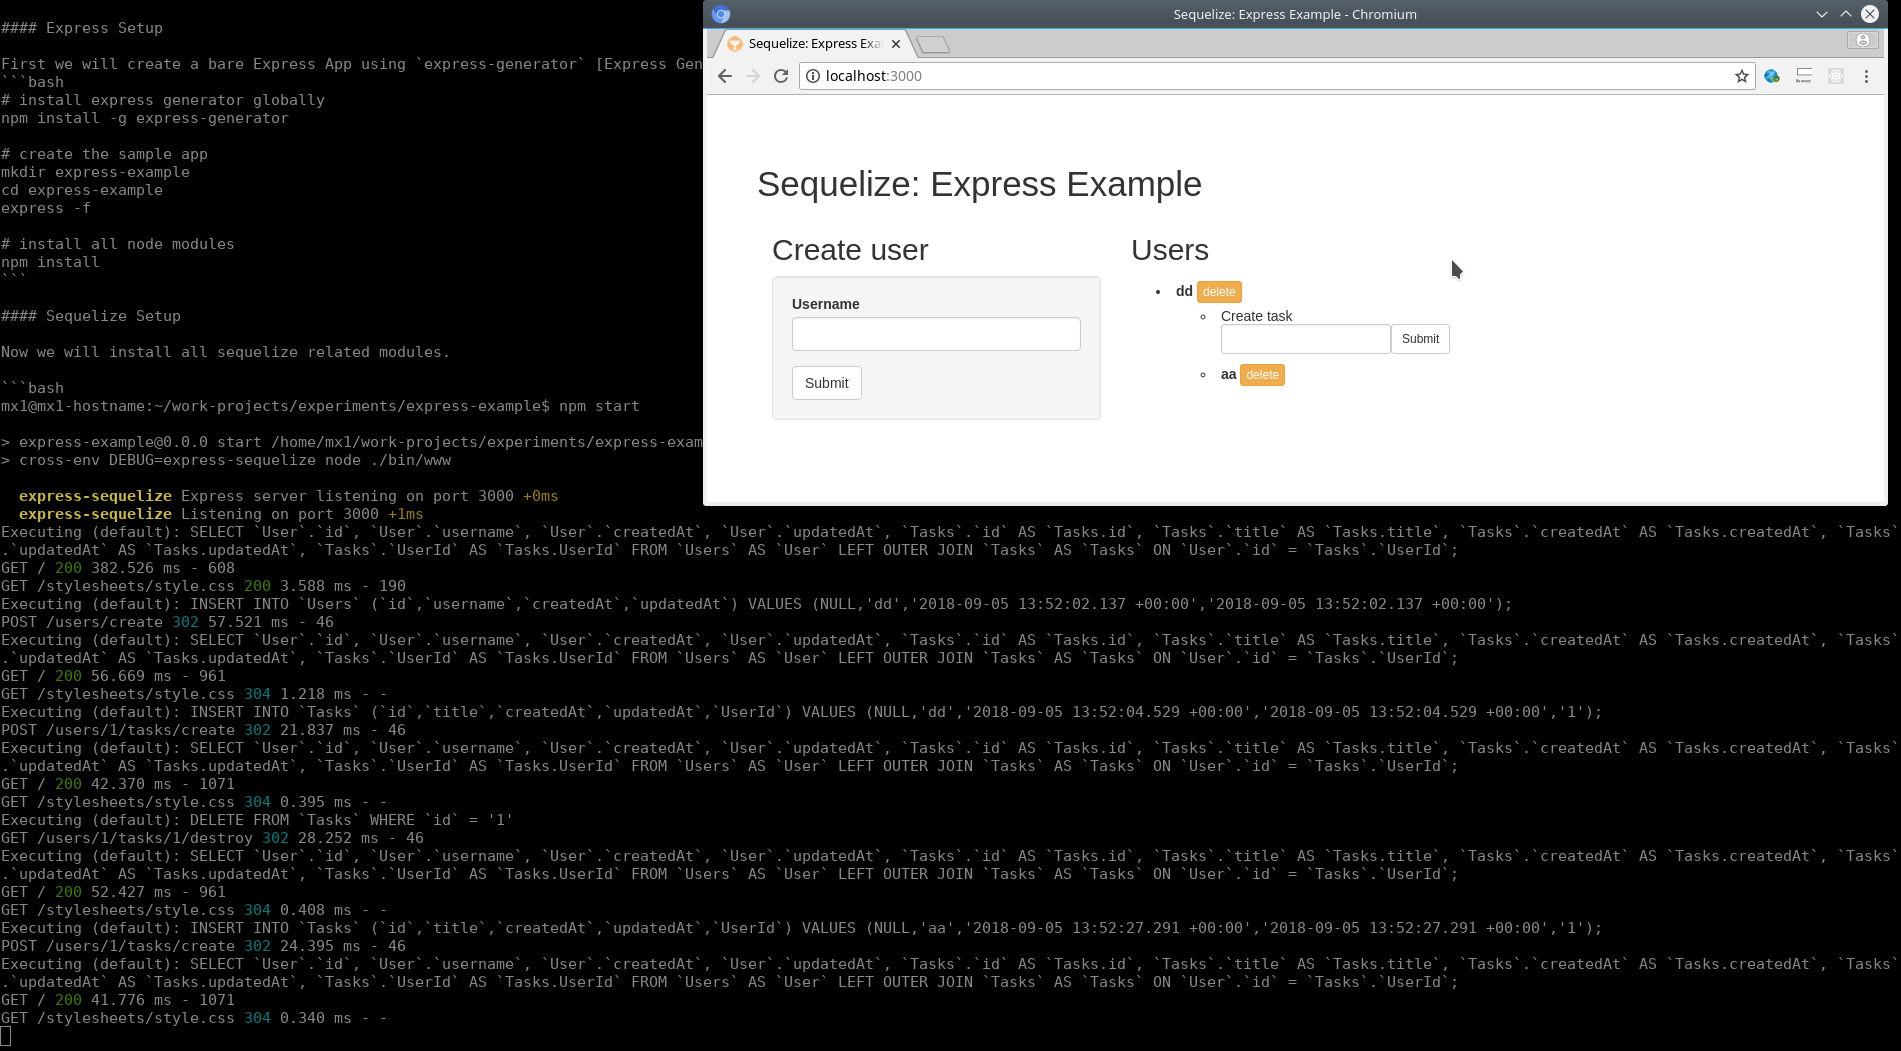 #### Express Setup
First we will create a bare Express App using `express-generator` [Express Gen
```bash
# install express generator globally
npm install -g express-generator
# create the sample app
mkdir express-example
cd express-example
express -f
# install all node modules
npm install
```
#### Sequelize Setup
Now we will install all sequelize related modules.
```bash
mx1@mx1-hostname:~/work-projects/experiments/express-example$ npm start
> express-example@0.0.0 start /home/mx1/work-projects/experiments/express-exam
> cross-env DEBUG=express-sequelize node ./bin/www
express-sequelize Express server listening on port 3000 +0ms
express-sequelize Listening on port 3000 +1ms
Executing (default): SELECT `User`.`id`, `User`.`username`, `User`.`createdAt`, `User`.`updatedAt`, `Tasks`.`id` AS `Tasks.id`, `Tasks`.`title` AS `Tasks.title`, `Tasks`.`createdAt` AS `Tasks.createdAt`, `Tasks`
.`updatedAt` AS `Tasks.updatedAt`, `Tasks`.`UserId` AS `Tasks.UserId` FROM `Users` AS `User` LEFT OUTER JOIN `Tasks` AS `Tasks` ON `User`.`id` = `Tasks`.`UserId`;
GET / 200 382.526 ms - 608
GET /stylesheets/style.css 200 3.588 ms - 190
Executing (default): INSERT INTO `Users` (`id`,`username`,`createdAt`,`updatedAt`) VALUES (NULL,'dd','2018-09-05 13:52:02.137 +00:00','2018-09-05 13:52:02.137 +00:00');
POST /users/create 302 57.521 ms - 46
Executing (default): SELECT `User`.`id`, `User`.`username`, `User`.`createdAt`, `User`.`updatedAt`, `Tasks`.`id` AS `Tasks.id`, `Tasks`.`title` AS `Tasks.title`, `Tasks`.`createdAt` AS `Tasks.createdAt`, `Tasks`
.`updatedAt` AS `Tasks.updatedAt`, `Tasks`.`UserId` AS `Tasks.UserId` FROM `Users` AS `User` LEFT OUTER JOIN `Tasks` AS `Tasks` ON `User`.`id` = `Tasks`.`UserId`;
GET / 200 56.669 ms - 961
GET /stylesheets/style.css 304 1.218 ms - -
Executing (default): INSERT INTO `Tasks` (`id`,`title`,`createdAt`,`updatedAt`,`UserId`) VALUES (NULL,'dd','2018-09-05 13:52:04.529 +00:00','2018-09-05 13:52:04.529 +00:00','1');
POST /users/1/tasks/create 302 21.837 ms - 46
Executing (default): SELECT `User`.`id`, `User`.`username`, `User`.`createdAt`, `User`.`updatedAt`, `Tasks`.`id` AS `Tasks.id`, `Tasks`.`title` AS `Tasks.title`, `Tasks`.`createdAt` AS `Tasks.createdAt`, `Tasks`
.`updatedAt` AS `Tasks.updatedAt`, `Tasks`.`UserId` AS `Tasks.UserId` FROM `Users` AS `User` LEFT OUTER JOIN `Tasks` AS `Tasks` ON `User`.`id` = `Tasks`.`UserId`;
GET / 200 42.370 ms - 1071
GET /stylesheets/style.css 304 0.395 ms - -
Executing (default): DELETE FROM `Tasks` WHERE `id` = '1'
GET /users/1/tasks/1/destroy 302 28.252 ms - 46
Executing (default): SELECT `User`.`id`, `User`.`username`, `User`.`createdAt`, `User`.`updatedAt`, `Tasks`.`id` AS `Tasks.id`, `Tasks`.`title` AS `Tasks.title`, `Tasks`.`createdAt` AS `Tasks.createdAt`, `Tasks`
.`updatedAt` AS `Tasks.updatedAt`, `Tasks`.`UserId` AS `Tasks.UserId` FROM `Users` AS `User` LEFT OUTER JOIN `Tasks` AS `Tasks` ON `User`.`id` = `Tasks`.`UserId`;
GET / 200 52.427 ms - 961
GET /stylesheets/style.css 304 0.408 ms - -
Executing (default): INSERT INTO `Tasks` (`id`,`title`,`createdAt`,`updatedAt`,`UserId`) VALUES (NULL,'aa','2018-09-05 13:52:27.291 +00:00','2018-09-05 13:52:27.291 +00:00','1');
POST /users/1/tasks/create 302 24.395 ms - 46
Executing (default): SELECT `User`.`id`, `User`.`username`, `User`.`createdAt`, `User`.`updatedAt`, `Tasks`.`id` AS `Tasks.id`, `Tasks`.`title` AS `Tasks.title`, `Tasks`.`createdAt` AS `Tasks.createdAt`, `Tasks`
.`updatedAt` AS `Tasks.updatedAt`, `Tasks`.`UserId` AS `Tasks.UserId` FROM `Users` AS `User` LEFT OUTER JOIN `Tasks` AS `Tasks` ON `User`.`id` = `Tasks`.`UserId`;
GET / 200 41.776 ms - 1071
GET /stylesheets/style.css 304 0.340 ms - -
Sequelize: Express Example - Chromium
Sequelize: Express Exa
localhost:3000
Sequelize: Express Example
Create user
Username
Submit
Users
dd delete
Create task
Submit
aa delete